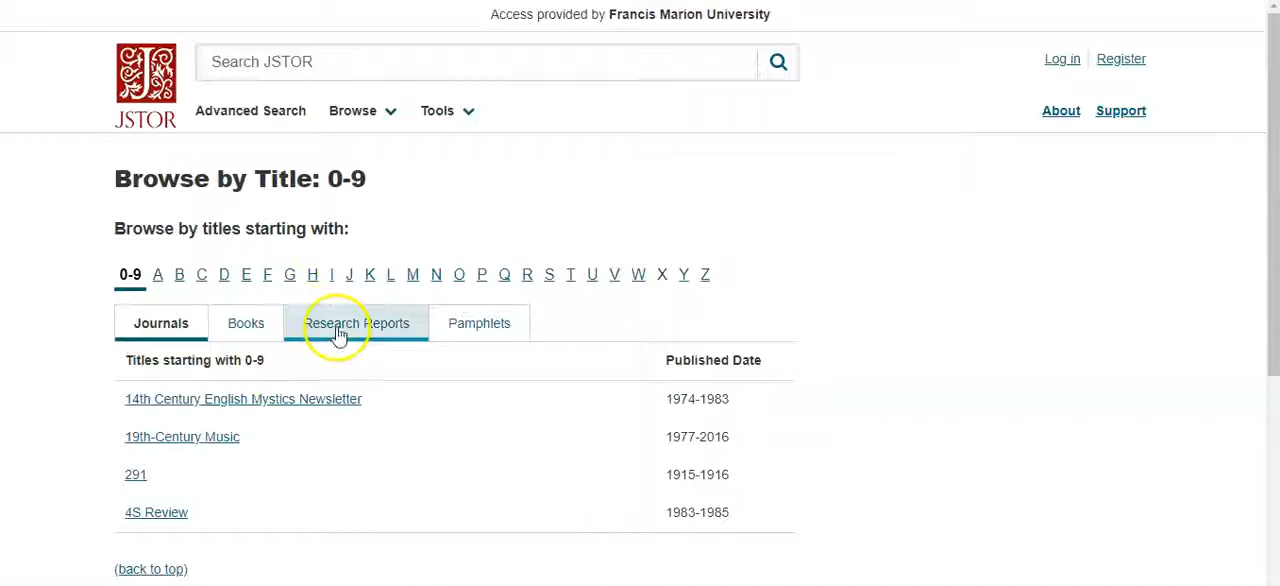 Access provided by Francis Marion University
Search JSTOR
Log in Register
JSTOR
Advanced Search Browse Tools
About Support
Browse by Title: 0-9
Browse by titles starting with:
0-9 A B C D E F G H I J K L M N O P Q R S T U V W X Y Z
Journals Books Research Reports Pamphlets
Titles starting with 0-9 Published Date
14th Century English Mystics Newsletter 1974-1983
19th-Century Music 1977-2016
291 1915-1916
4S Review 1983-1985
(back to top)